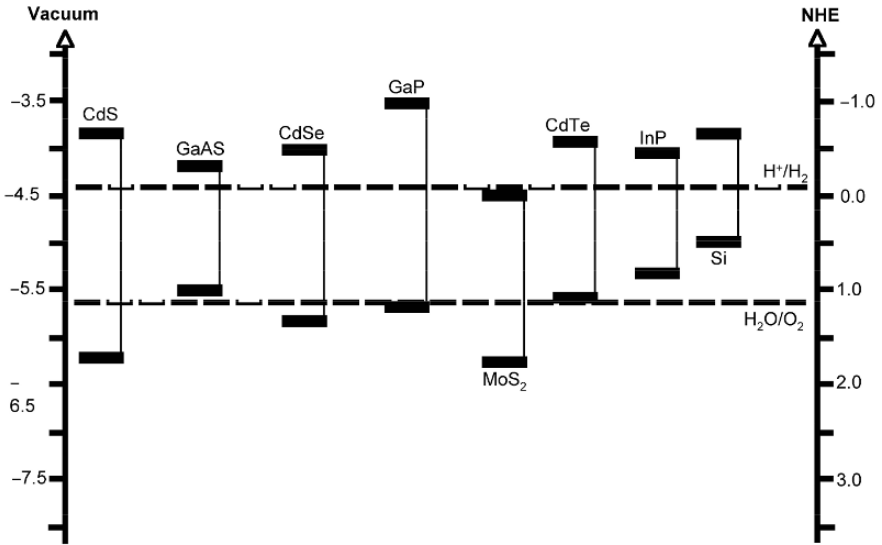 Vacuum
NHE
GaP
−3.5
−1.0
CdS
CdSe
CdTe
GaAS
InP
H⁺/H₂
−4.5
0.0
Si
−5.5
1.0
H₂O/O₂
MoS₂
−
6.5
2.0
−7.5
3.0